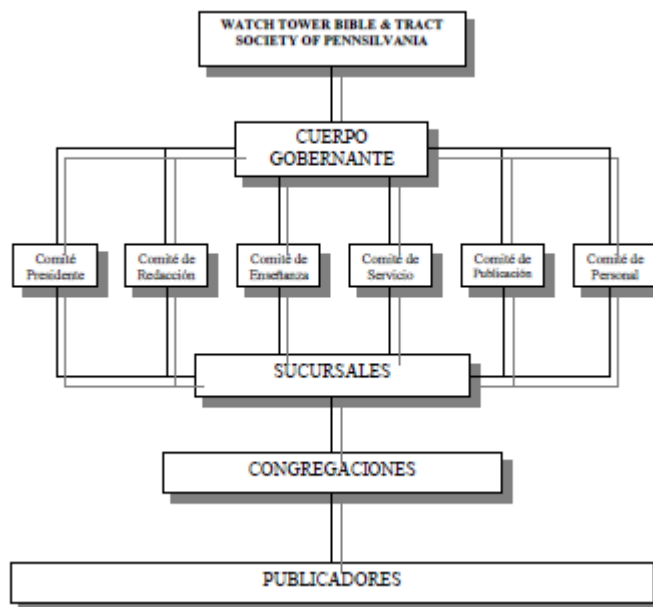 WATCH TOWER BIBLE & TRACT
SOCIETY OF PENNSILVANIA
CUERPO
GOBERNANTE
Comité
Presidente
Comité de
Redacción
Comité de
Enseñanza
Comité de
Servicio
Comité de
Publicación
Comité de
Personal
SUCURSALES
CONGREGACIONES
PUBLICADORES